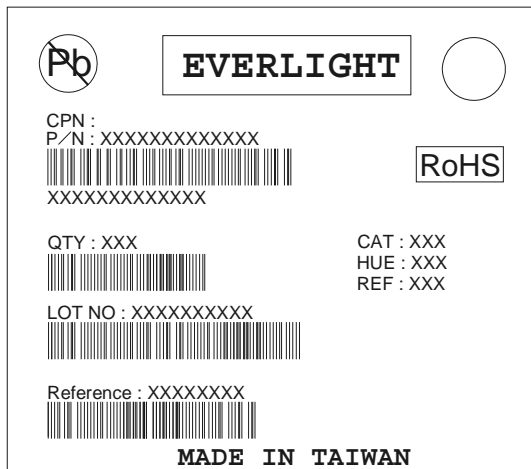 Pb
EVERLIGHT
CPN :
P/N : XXXXXXXXXXXXX
RoHS
XXXXXXXXXXXXX
QTY : XXX
CAT : XXX
HUE : XXX
REF : XXX
LOT NO : XXXXXXXXXX
Reference : XXXXXXXX
MADE IN TAIWAN